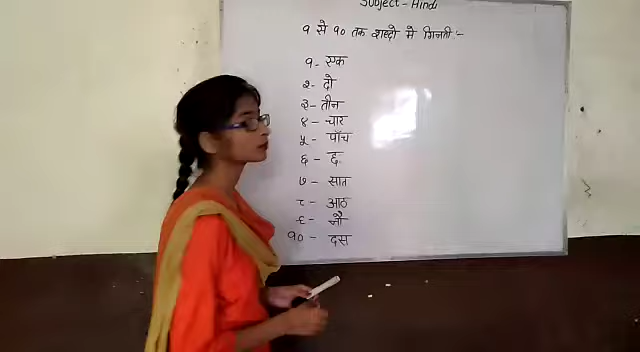 Subject - Hindi
१ से १० तक शब्दो मे गिनती :-
१ - एक
२ - दो
३ - तीन
४ - चार
५ - पाँच
६ - छः
७ - सात
८ - आठ
९ - नौ
१० - दस